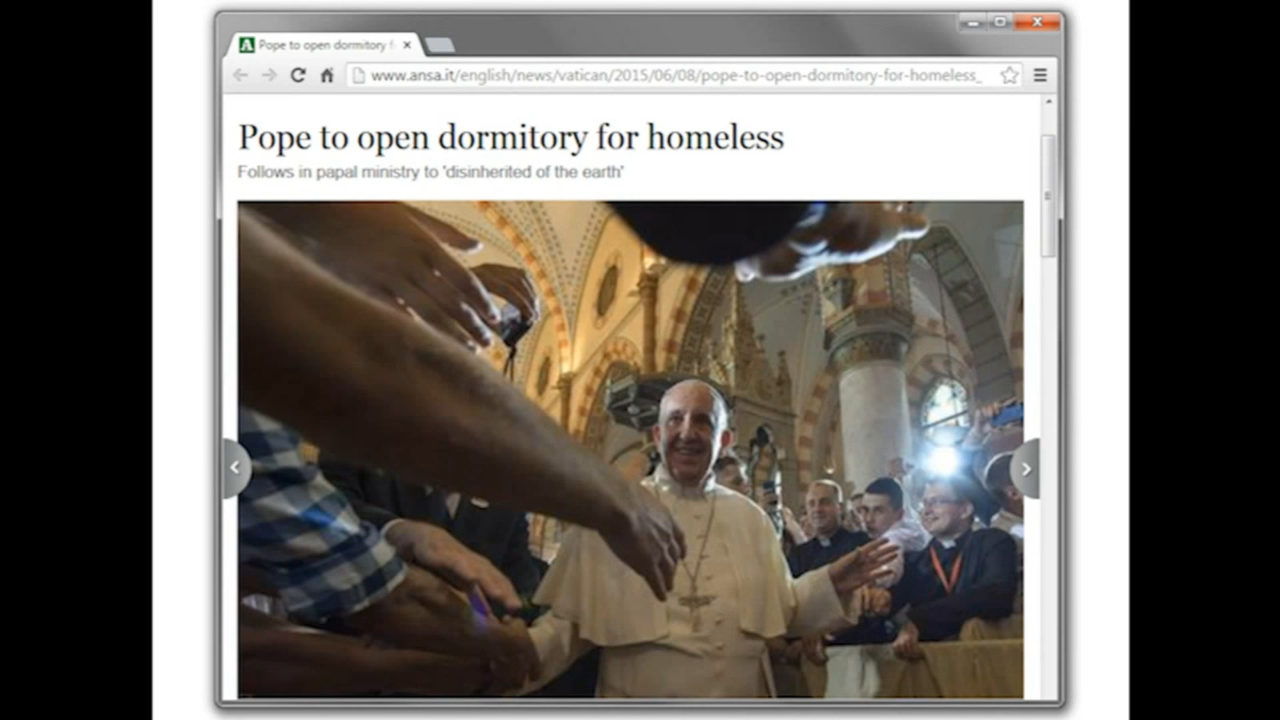 Pope to open dormitory f
www.ansa.it/english/news/vatican/2015/06/08/pope-to-open-dormitory-for-homeless_
Pope to open dormitory for homeless
Follows in papal ministry to 'disinherited of the earth'